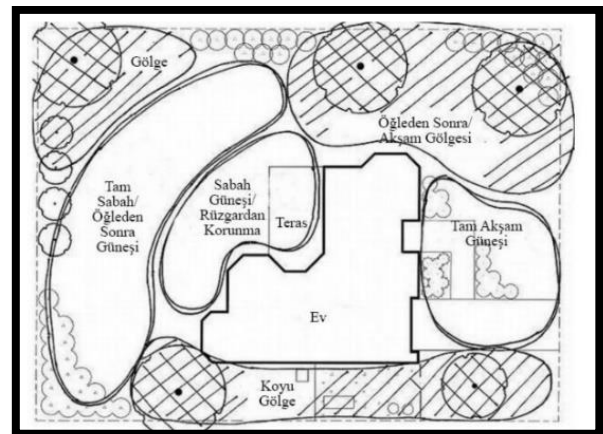 Gölge
Öğleden Sonra/
Akşam Gölgesi
Tam
Sabah/
Öğleden
Sonra
Güneşi
Sabah
Güneşi/
Rüzgardan
Korunma
Teras
Tam Akşam
Güneşi
Ev
Koyu
Gölge